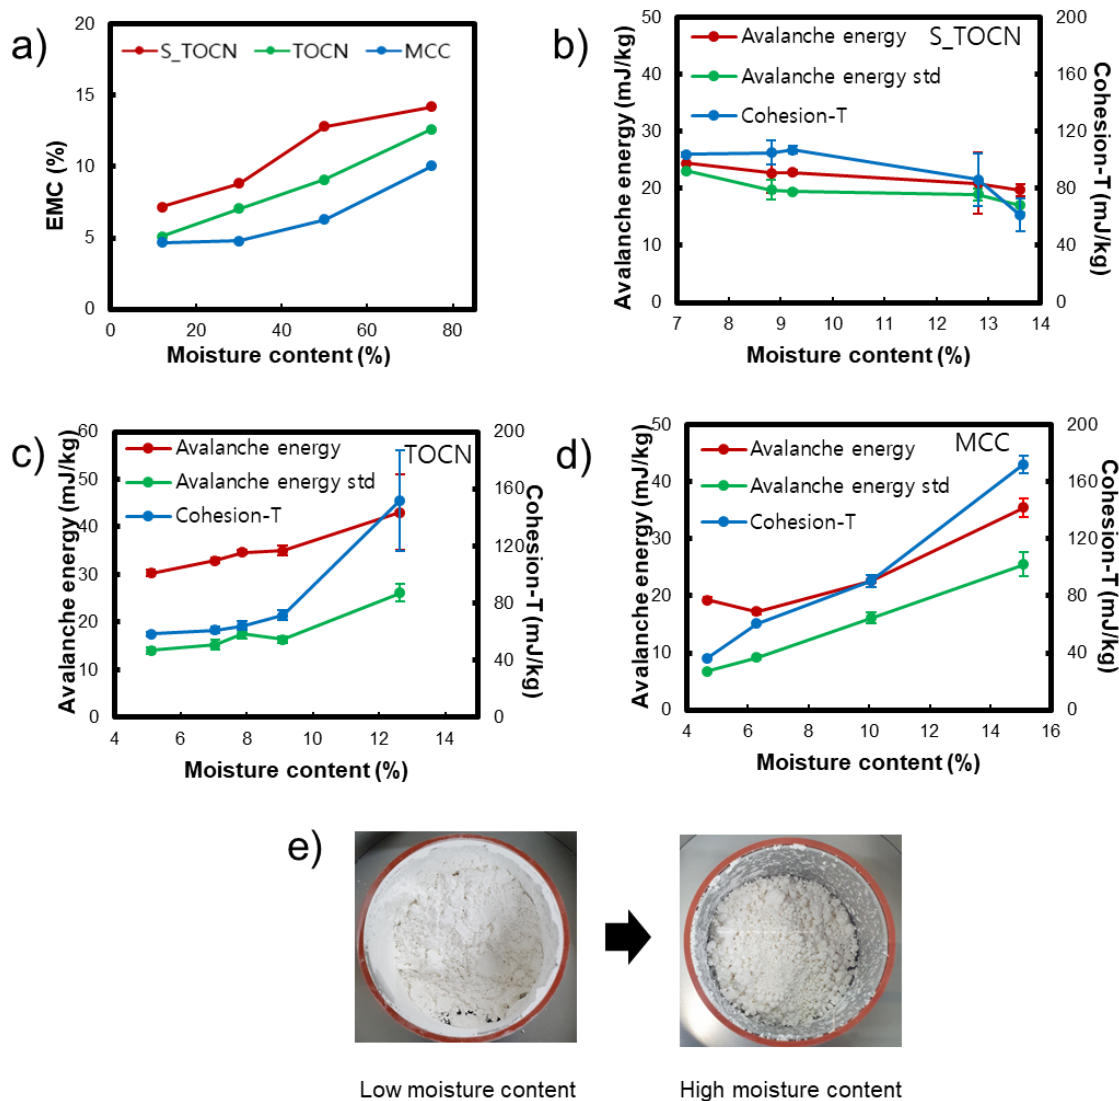 a)
20
15
10
5
0
EMC (%)
S_TOCN TOCN MCC
0 20 40 60 80
Moisture content (%)
b)
50
40
30
20
10
0
Avalanche energy (mJ/kg)
Avalanche energy
Avalanche energy std
Cohesion-T
S_TOCN
200
160
120
80
40
0
Cohesion-T (mJ/kg)
7 8 9 10 11 12 13 14
Moisture content (%)
c)
60
50
40
30
20
10
0
Avalanche energy (mJ/kg)
Avalanche energy
Avalanche energy std
Cohesion-T
TOCN
200
160
120
80
40
0
Cohesion-T (mJ/kg)
4 6 8 10 12 14
Moisture content (%)
d)
50
40
30
20
10
0
Avalanche energy (mJ/kg)
Avalanche energy
Avalanche energy std
Cohesion-T
MCC
200
160
120
80
40
0
Cohesion-T (mJ/kg)
4 6 8 10 12 14 16
Moisture content (%)
e)
Low moisture content
High moisture content